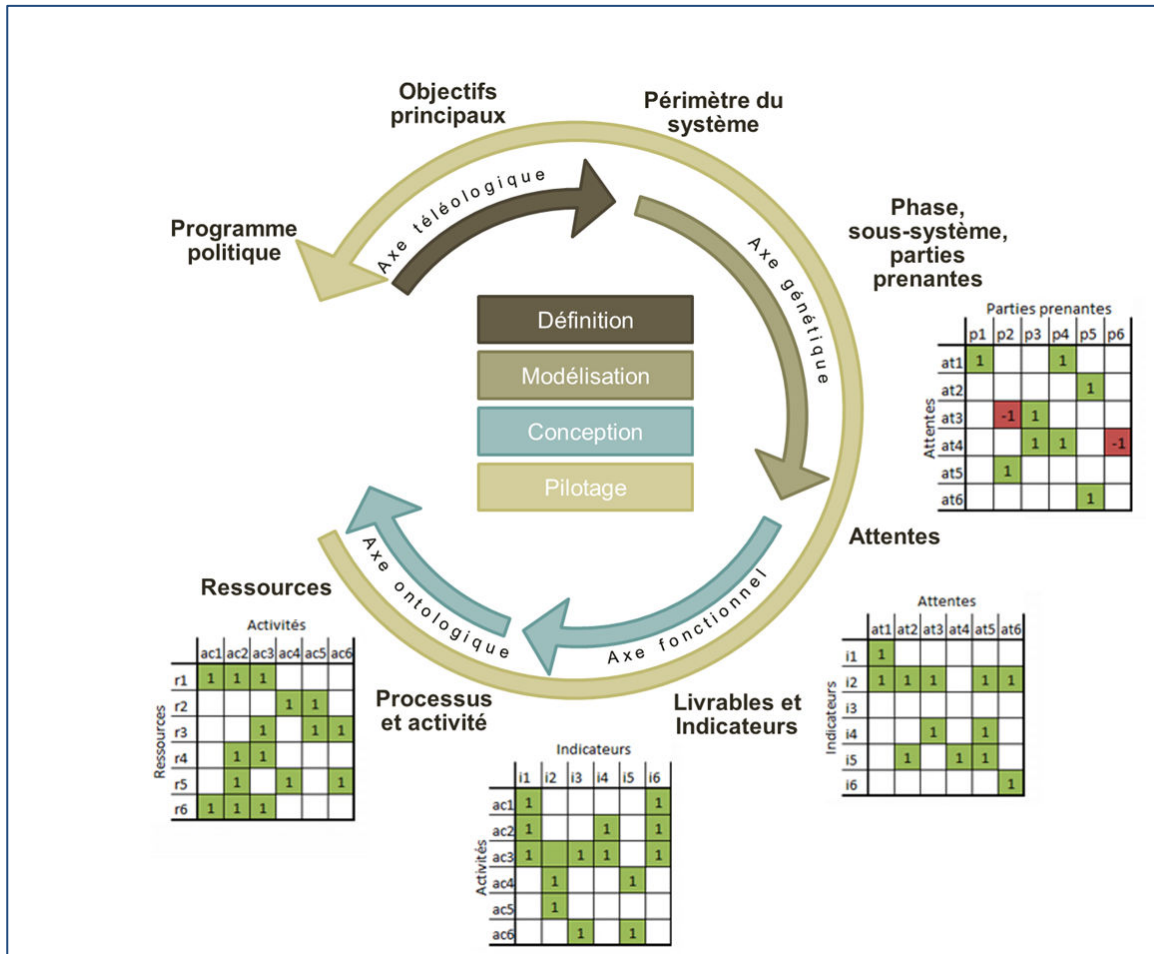 Objectifs
principaux
Périmètre du
système
Programme
politique
Axe téléologique
Axe génétique
Phase,
sous-système,
parties
prenantes
Définition
Modélisation
Conception
Pilotage
Parties prenantes
p1 p2 p3 p4 p5 p6
Attentes
at1 1 1
at2 1
at3 -1 1
at4 1 1 -1
at5 1
at6 1
Attentes
Axe fonctionnel
Axe ontologique
Ressources
Activités
ac1 ac2 ac3 ac4 ac5 ac6
Ressources
r1 1 1 1
r2 1 1
r3 1 1 1
r4 1 1
r5 1 1 1
r6 1 1 1
Processus
et activité
Livrables et
Indicateurs
Attentes
at1 at2 at3 at4 at5 at6
Indicateurs
i1 1
i2 1 1 1 1 1
i3
i4 1 1
i5 1 1 1
i6 1
Indicateurs
i1 i2 i3 i4 i5 i6
Activités
ac1 1 1
ac2 1 1 1
ac3 1 1 1 1
ac4 1 1
ac5 1
ac6 1 1